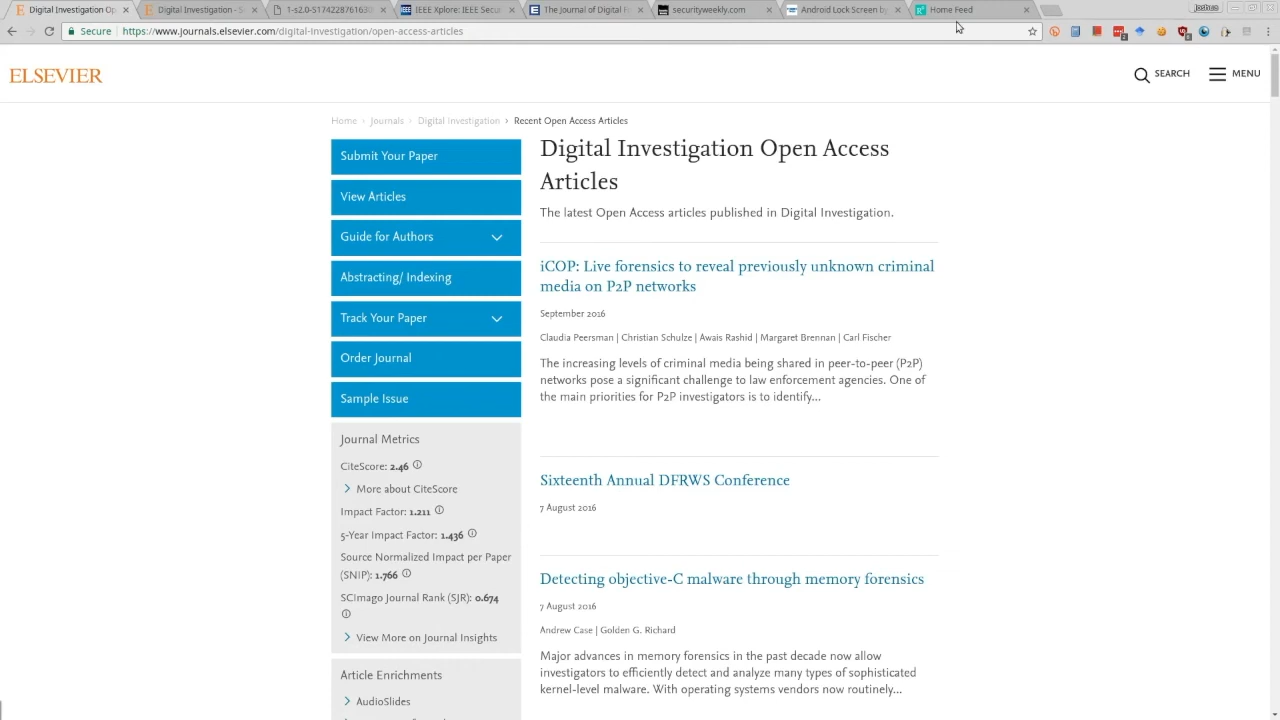 Digital Investigation Op
Digital Investigation - S
1-s2.0-S174228761630
IEEE Xplore: IEEE Secur
The Journal of Digital F
securityweekly.com
Android Lock Screen by
Home Feed
Joshua
Secure
https://www.journals.elsevier.com/digital-investigation/open-access-articles
ELSEVIER
SEARCH
MENU
Home › Journals › Digital Investigation › Recent Open Access Articles
Submit Your Paper
View Articles
Guide for Authors
Abstracting/ Indexing
Track Your Paper
Order Journal
Sample Issue
Journal Metrics
CiteScore: 2.46
More about CiteScore
Impact Factor: 1.211
5-Year Impact Factor: 1.436
Source Normalized Impact per Paper
(SNIP): 1.766
SCImago Journal Rank (SJR): 0.674
View More on Journal Insights
Article Enrichments
AudioSlides
Digital Investigation Open Access
Articles
The latest Open Access articles published in Digital Investigation.
iCOP: Live forensics to reveal previously unknown criminal
media on P2P networks
September 2016
Claudia Peersman | Christian Schulze | Awais Rashid | Margaret Brennan | Carl Fischer
The increasing levels of criminal media being shared in peer-to-peer (P2P)
networks pose a significant challenge to law enforcement agencies. One of
the main priorities for P2P investigators is to identify...
Sixteenth Annual DFRWS Conference
7 August 2016
Detecting objective-C malware through memory forensics
7 August 2016
Andrew Case | Golden G. Richard
Major advances in memory forensics in the past decade now allow
investigators to efficiently detect and analyze many types of sophisticated
kernel-level malware. With operating systems vendors now routinely...